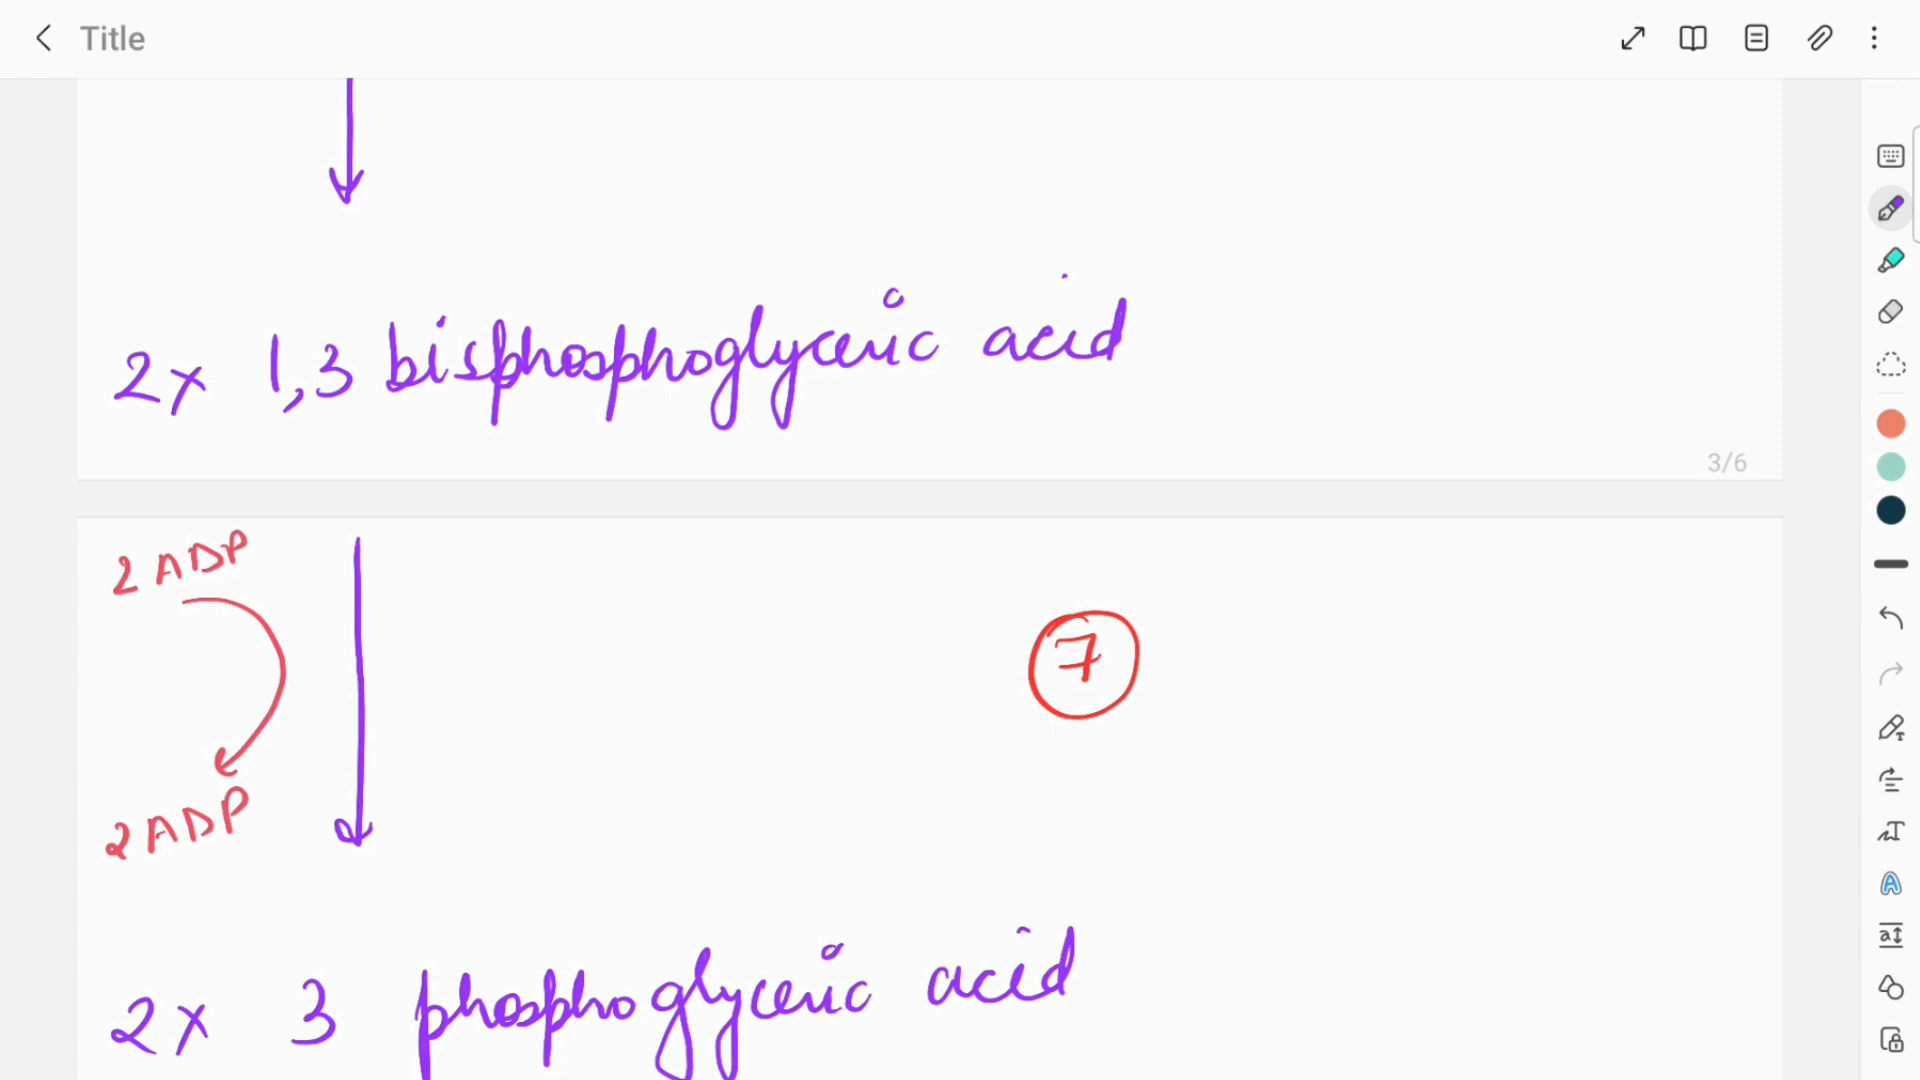 Title
2x 1,3 bisphosphoglyceric acid
3/6
2 ADP
7
2 ADP
2x 3 phosphoglyceric acid